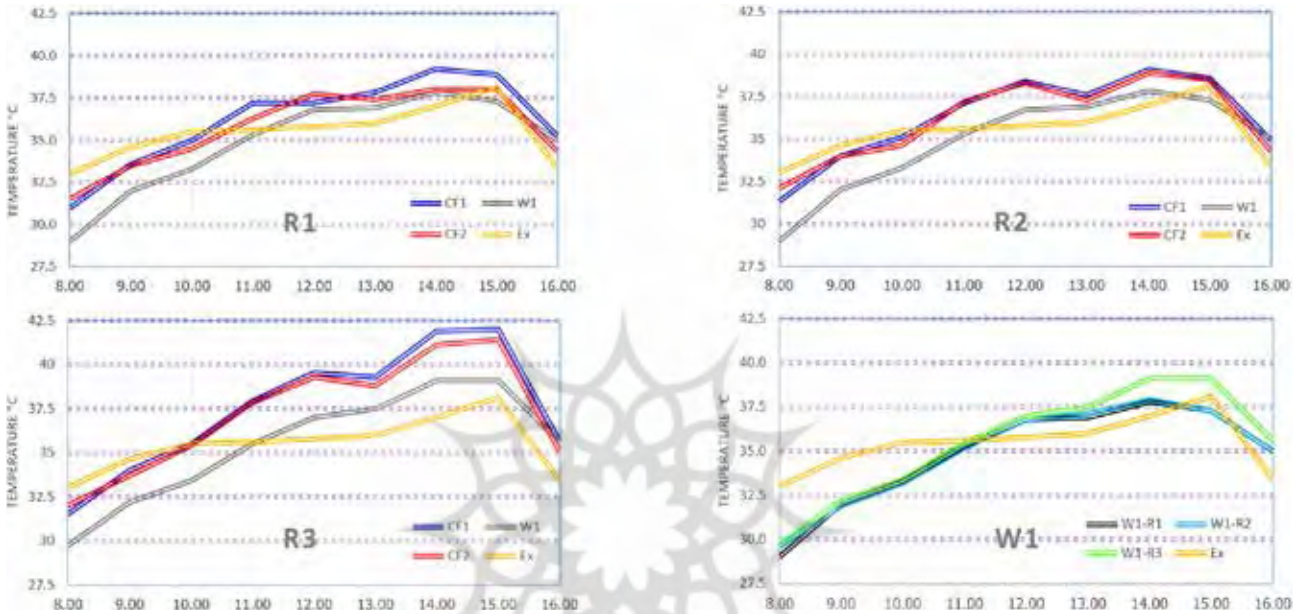 42.5
40.0
37.5
35.0
32.5
30.0
27.5
TEMPERATURE °C
R1
CF1 W1
CF2 Ex
8.00 9.00 10.00 11.00 12.00 13.00 14.00 15.00 16.00
42.5
40
37.5
35
32.5
30
27.5
TEMPERATURE °C
R2
CF1 W1
CF2 Ex
8.00 9.00 10.00 11.00 12.00 13.00 14.00 15.00 16.00
42.5
40
37.5
35
32.5
30
27.5
TEMPERATURE °C
R3
CF1 W1
CF2 Ex
8.00 9.00 10.00 11.00 12.00 13.00 14.00 15.00 16.00
42.5
40.0
37.5
35.0
32.5
30.0
27.5
TEMPERATURE °C
W1
W1-R1 W1-R2
W1-R3 Ex
8.00 9.00 10.00 11.00 12.00 13.00 14.00 15.00 16.00